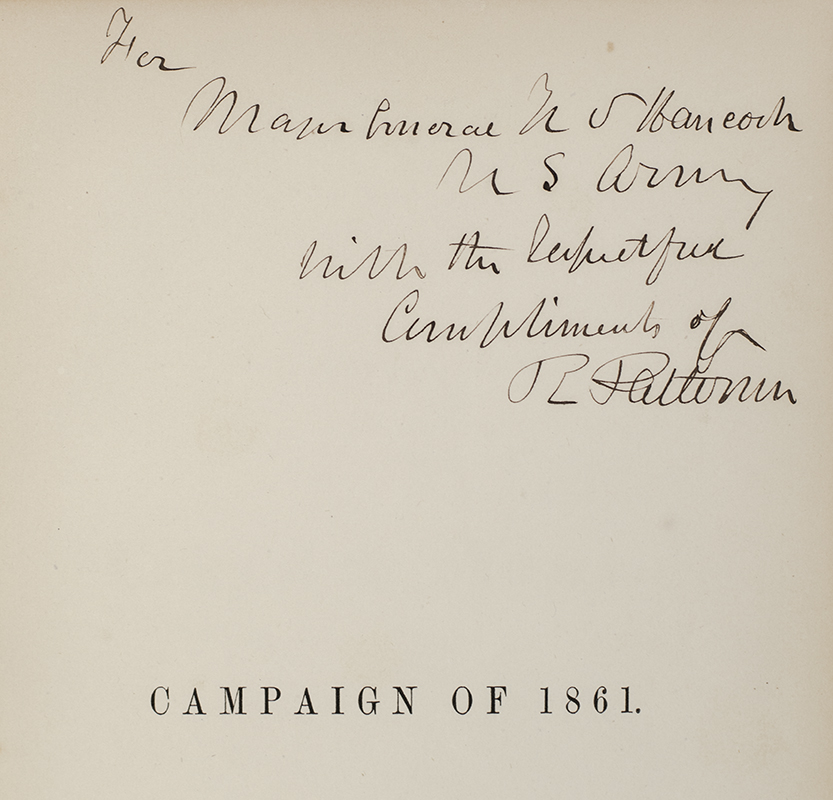 For
Major General W S Hancock
U S Army
with the respectful
Compliments of
R Patterson
CAMPAIGN OF 1861.